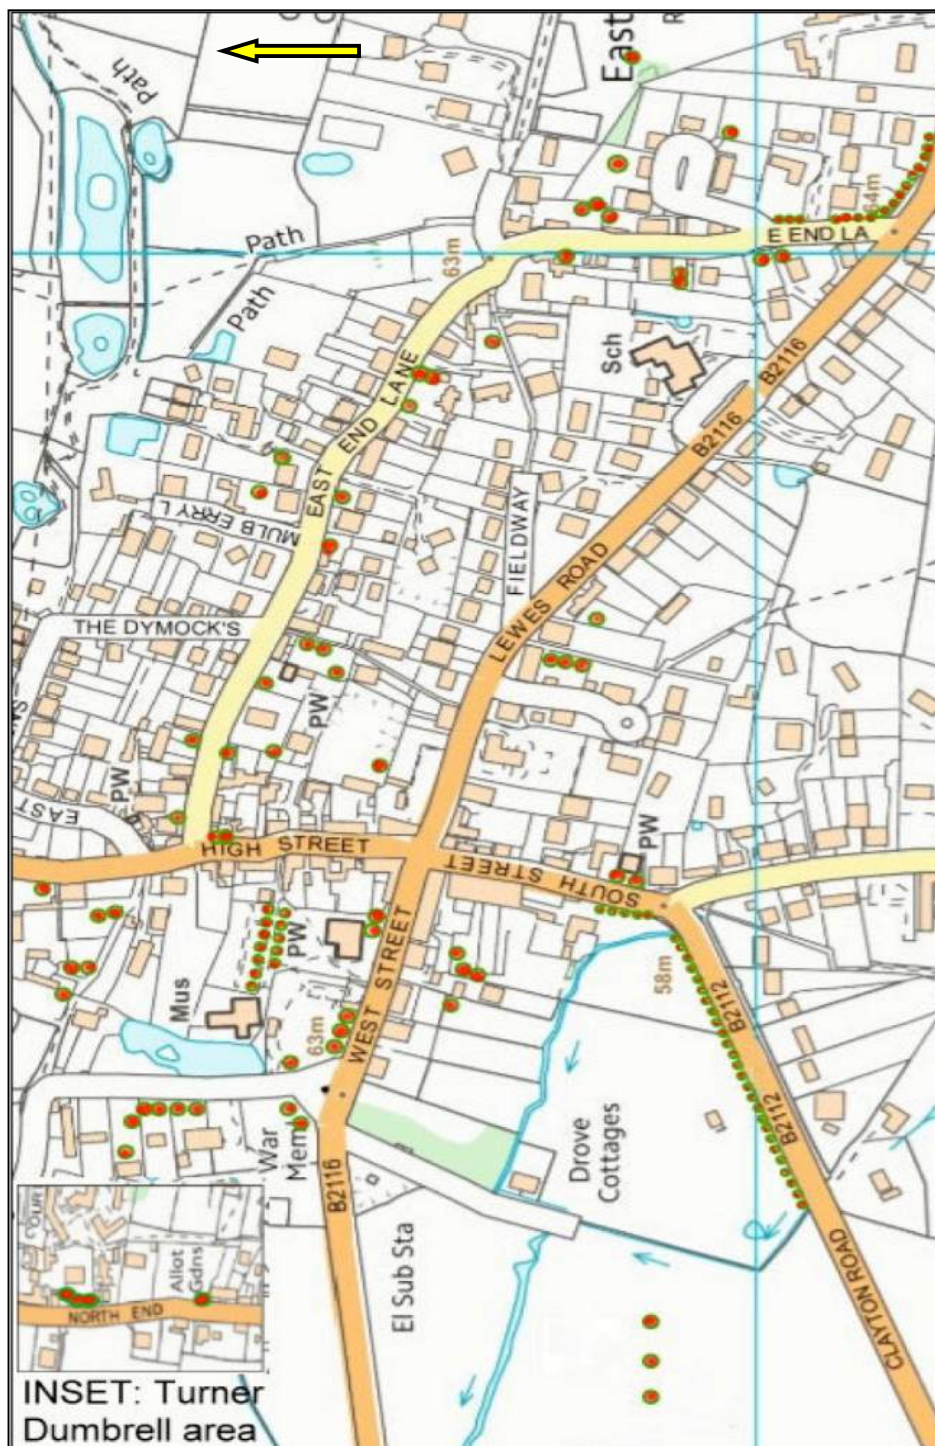 Path
East
Path
Path
63m
64m
E END LA
Sch
B2116
B2116
EAST END LANE
MULBERRY L
FIELDWAY
LEWES ROAD
THE DYMOCK'S
PW
PW
EAST
HIGH STREET
SOUTH STREET
PW
PW
Mus
63m
WEST STREET
58m
B2112
B2112
War
Mem
B2116
Drove
Cottages
El Sub Sta
CLAYTON ROAD
Allot
Gdns
NORTH END
INSET: Turner
Dumbrell area